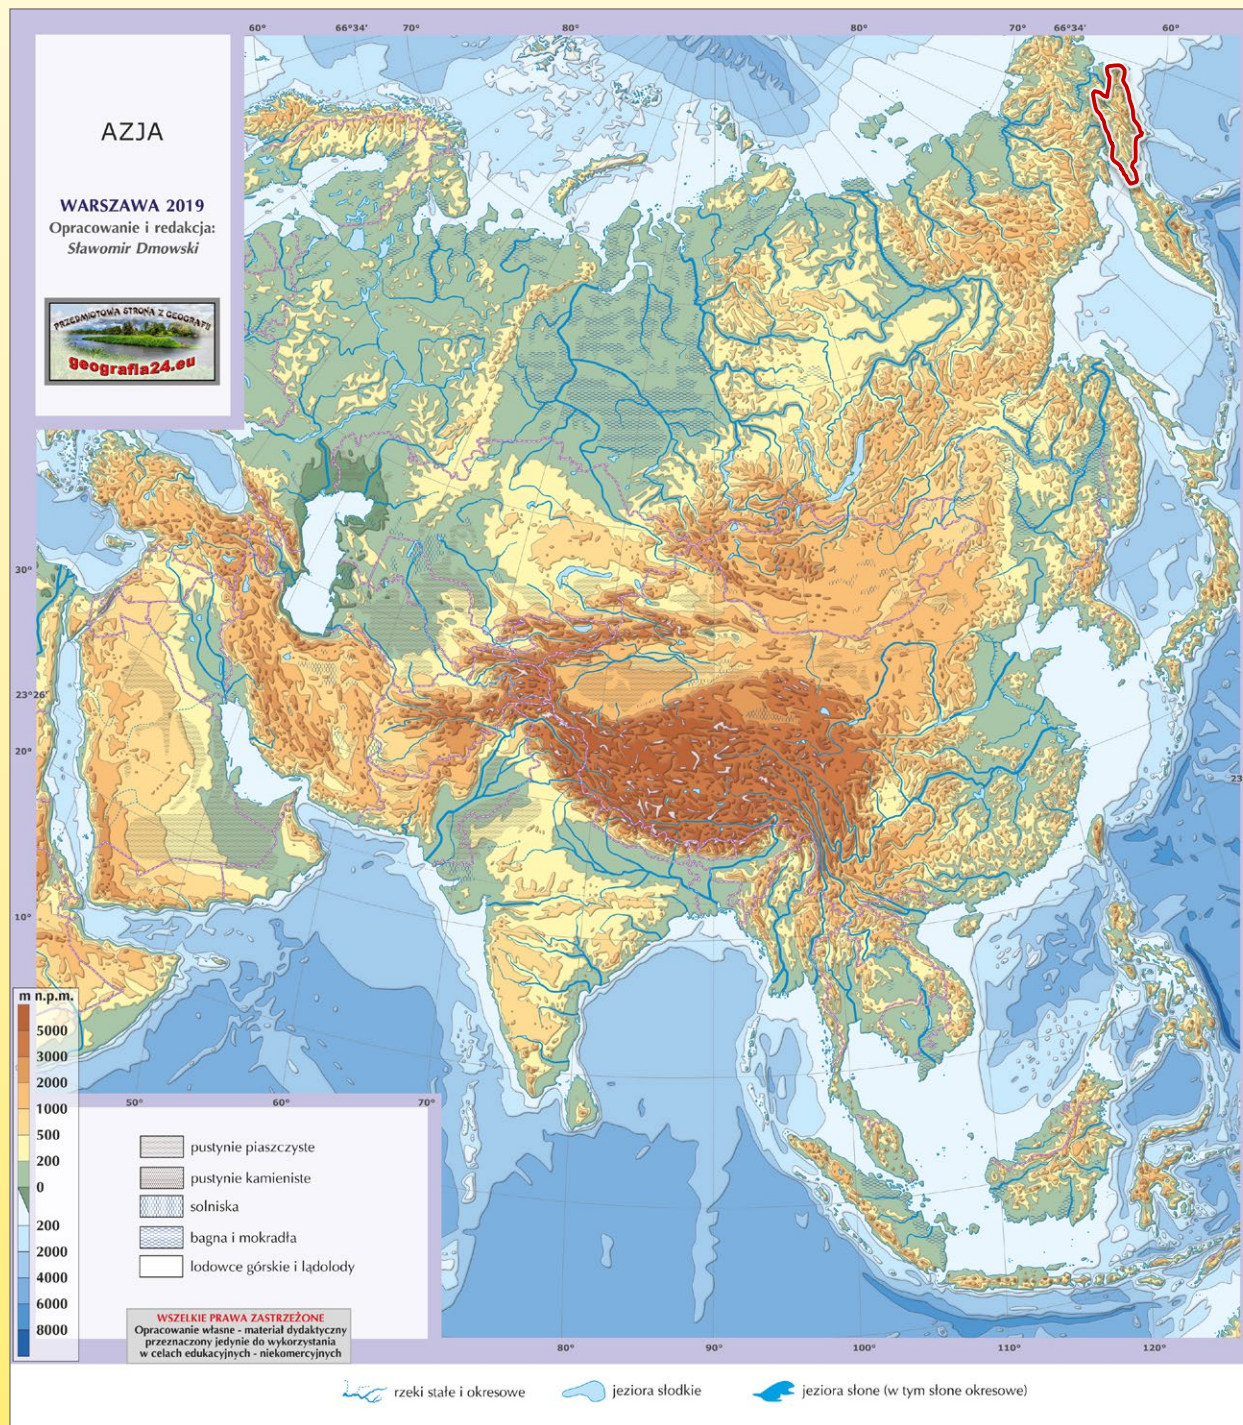 60° 66°34' 70° 80° 80° 70° 66°34' 60°
AZJA
WARSZAWA 2019
Opracowanie i redakcja:
Sławomir Dmowski
PRZEDMIOTOWA STRONA Z GEOGRAFII
geografia24.eu
30°
23°26'
20°
23
10°
m n.p.m.
5000
3000
2000
1000
500
200
0
200
2000
4000
6000
8000
50° 60° 70°
pustynie piaszczyste
pustynie kamieniste
solniska
bagna i mokradła
lodowce górskie i lądolody
WSZELKIE PRAWA ZASTRZEŻONE
Opracowanie własne - materiał dydaktyczny
przeznaczony jedynie do wykorzystania
w celach edukacyjnych - niekomercyjnych
80° 90° 100° 110° 120°
rzeki stałe i okresowe
jeziora słodkie
jeziora słone (w tym słone okresowe)